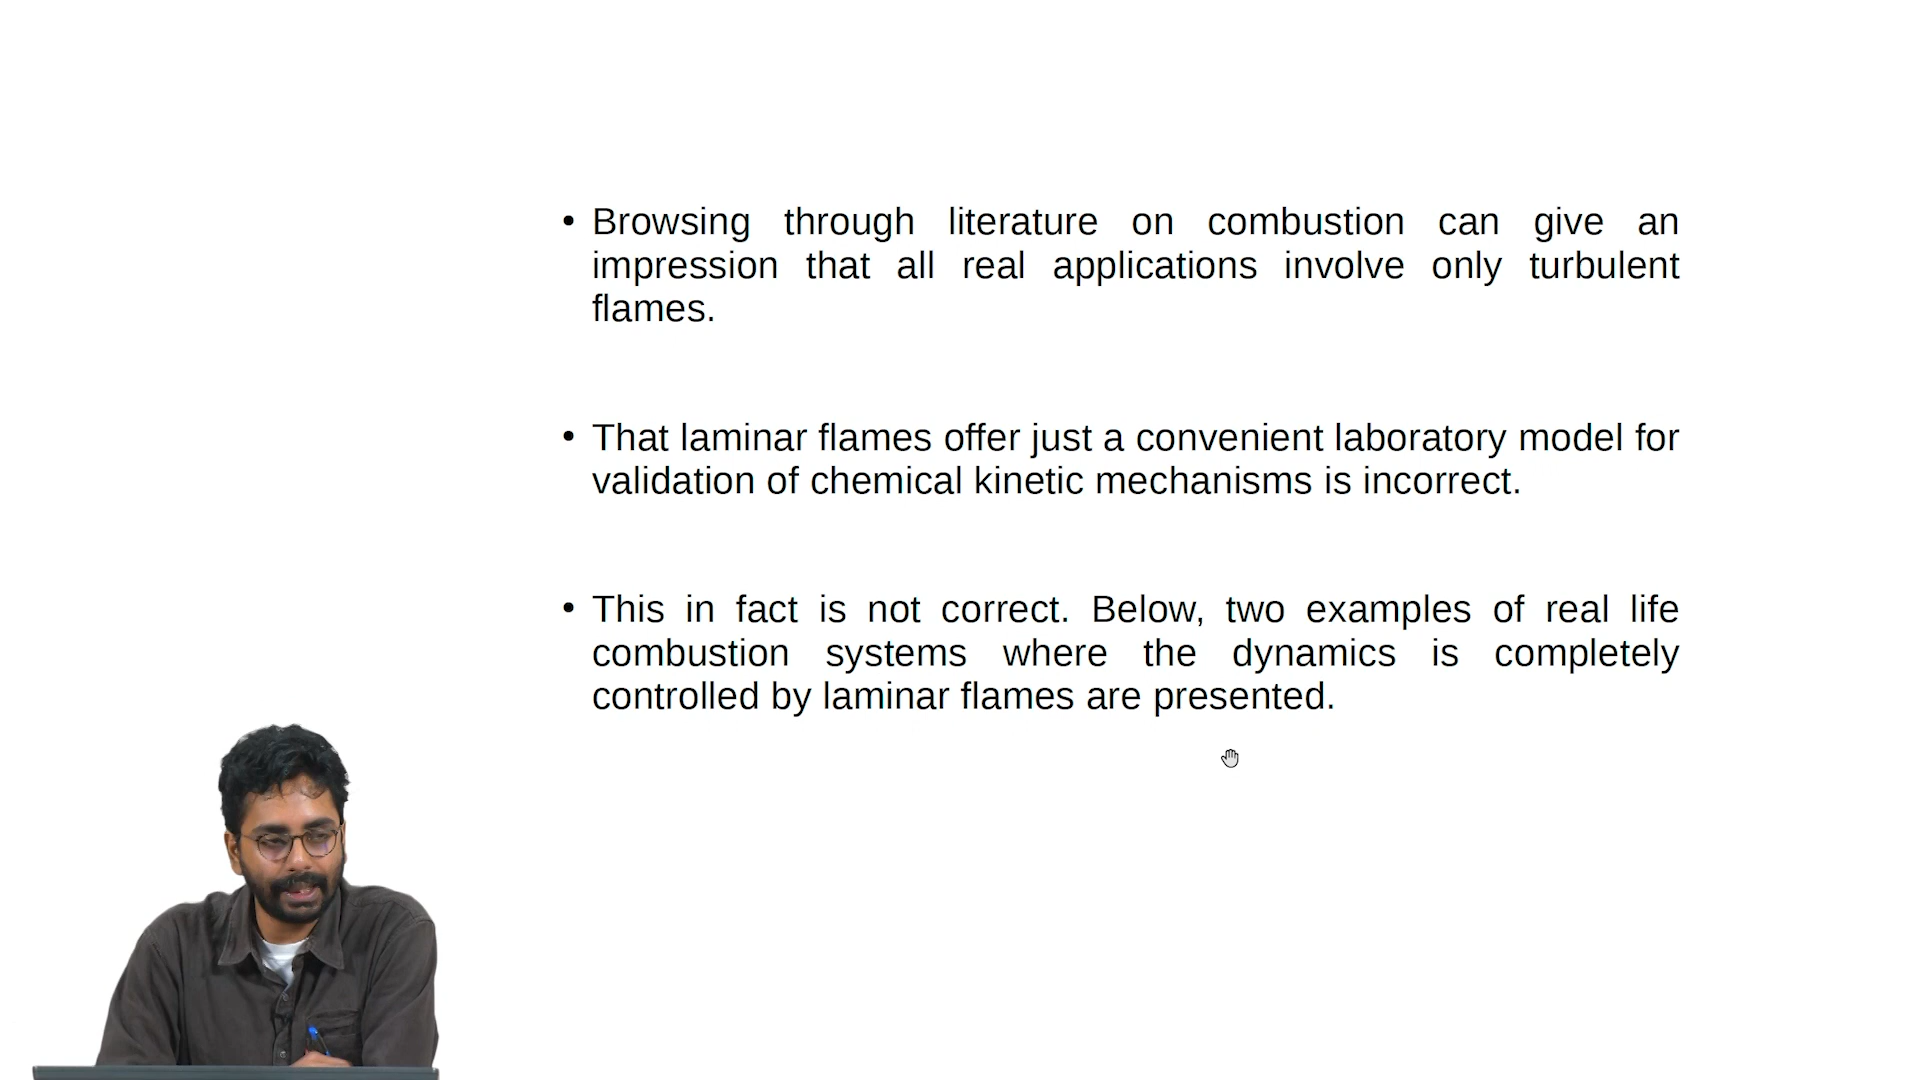 • Browsing through literature on combustion can give an
impression that all real applications involve only turbulent
flames.
• That laminar flames offer just a convenient laboratory model for
validation of chemical kinetic mechanisms is incorrect.
• This in fact is not correct. Below, two examples of real life
combustion systems where the dynamics is completely
controlled by laminar flames are presented.